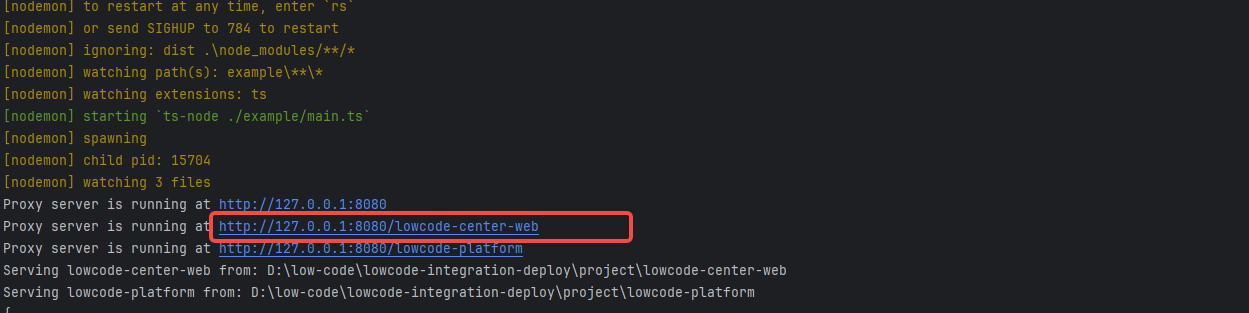 [nodemon] to restart at any time, enter `rs`
[nodemon] or send SIGHUP to 784 to restart
[nodemon] ignoring: dist .\node_modules/**/*
[nodemon] watching path(s): example\**\*
[nodemon] watching extensions: ts
[nodemon] starting `ts-node ./example/main.ts`
[nodemon] spawning
[nodemon] child pid: 15704
[nodemon] watching 3 files
Proxy server is running at http://127.0.0.1:8080
Proxy server is running at http://127.0.0.1:8080/lowcode-center-web
Proxy server is running at http://127.0.0.1:8080/lowcode-platform
Serving lowcode-center-web from: D:\low-code\lowcode-integration-deploy\project\lowcode-center-web
Serving lowcode-platform from: D:\low-code\lowcode-integration-deploy\project\lowcode-platform